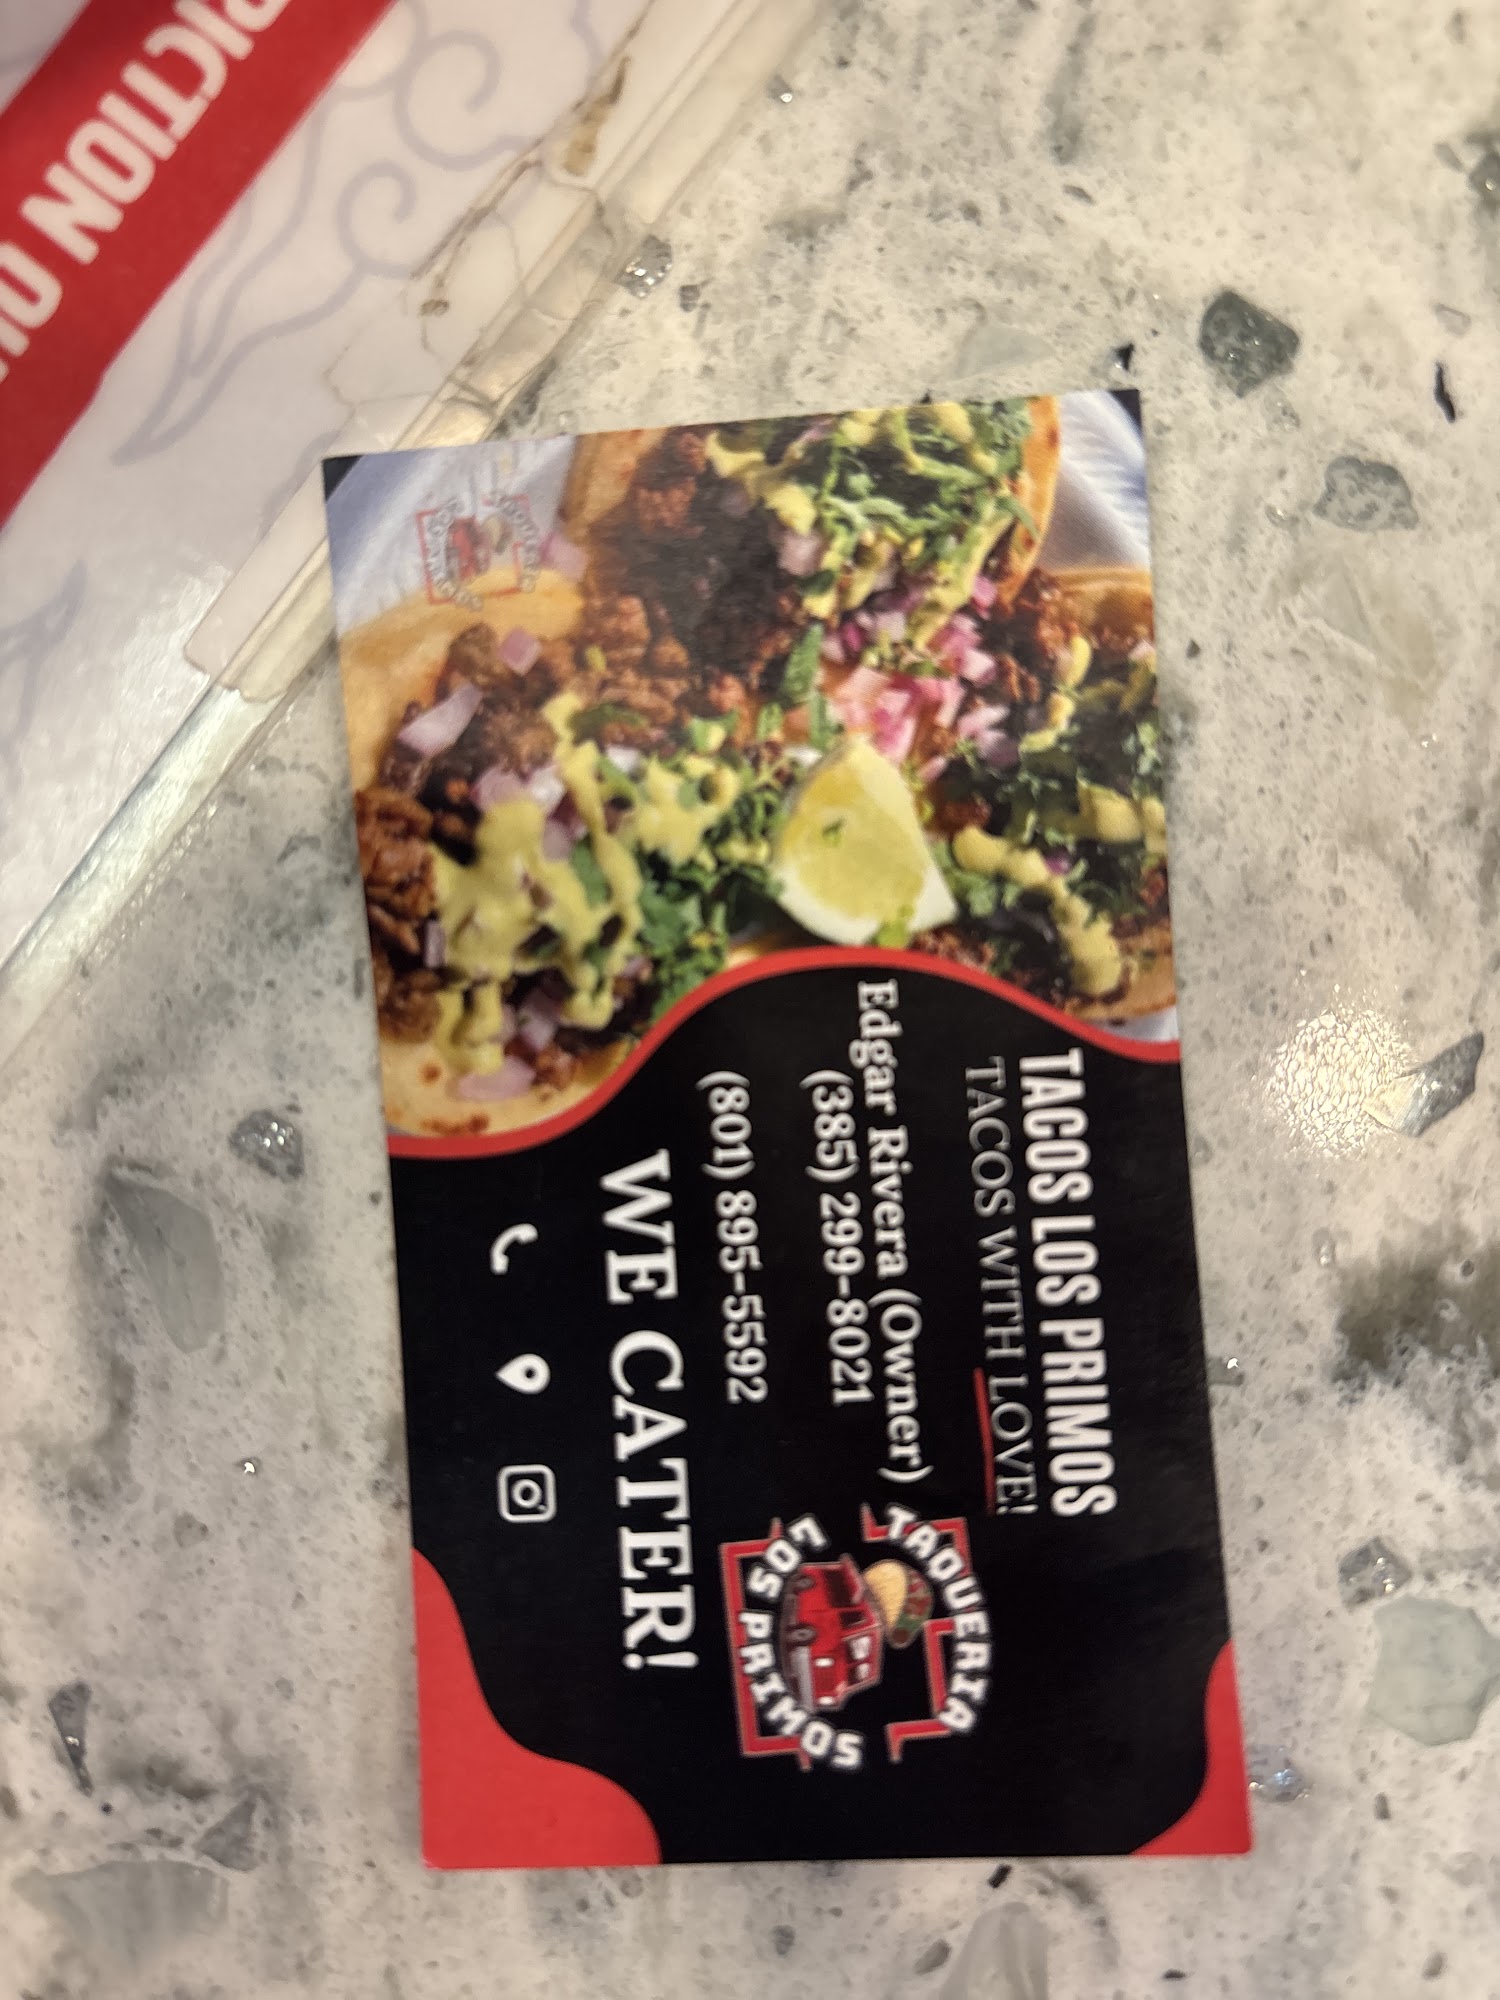 TACOS LOS PRIMOS
TACOS WITH LOVE!
Edgar Rivera (Owner)
(385) 299-8021
(801) 895-5592
WE CATER!
TAQUERIA
LOS PRIMOS